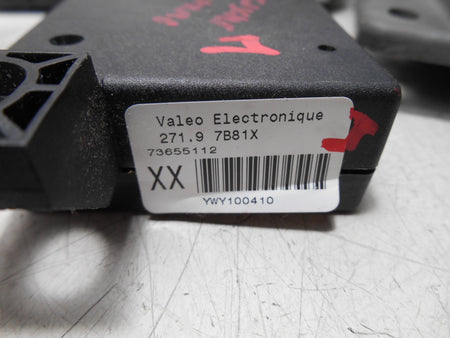 Valeo Electronique
271.9 7B81X
73655112
XX
YWY100410